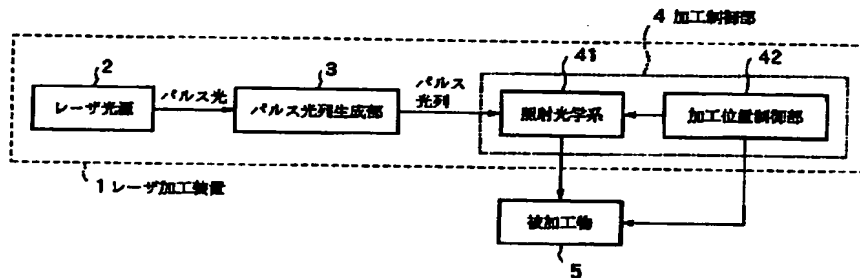 4 加工制御部
2
3
41
42
レーザ光源
パルス光
パルス光列生成部
パルス
光列
照射光学系
加工位置制御部
1 レーザ加工装置
被加工物
5